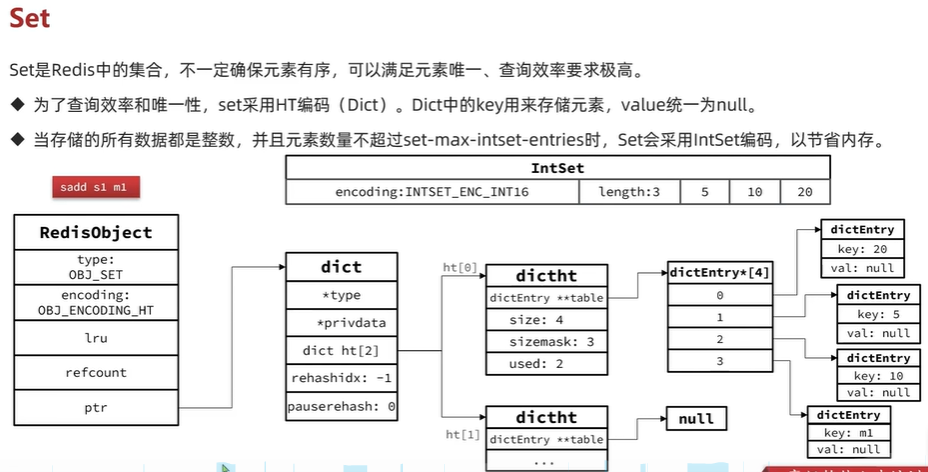 Set
Set是Redis中的集合，不一定确保元素有序，可以满足元素唯一、查询效率要求极高。
◆ 为了查询效率和唯一性，set采用HT编码（Dict）。Dict中的key用来存储元素，value统一为null。
◆ 当存储的所有数据都是整数，并且元素数量不超过set-max-intset-entries时，Set会采用IntSet编码，以节省内存。
IntSet
encoding:INTSET_ENC_INT16 length:3 5 10 20
sadd s1 m1
RedisObject
type:
OBJ_SET
encoding:
OBJ_ENCODING_HT
lru
refcount
ptr
dict
*type
*privdata
dict ht[2]
rehashidx: -1
pauserehash: 0
ht[0]
dictht
dictEntry **table
size: 4
sizemask: 3
used: 2
ht[1]
dictht
dictEntry **table
...
dictEntry*[4]
0
1
2
3
null
dictEntry
key: 20
val: null
dictEntry
key: 5
val: null
dictEntry
key: 10
val: null
dictEntry
key: m1
val: null